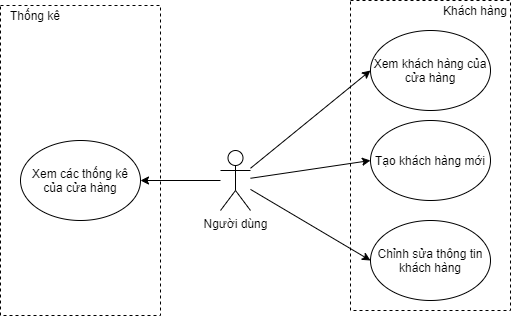 Thống kê
Khách hàng
Xem khách hàng của
cửa hàng
Xem các thống kê
của cửa hàng
Tạo khách hàng mới
Người dùng
Chỉnh sửa thông tin
khách hàng